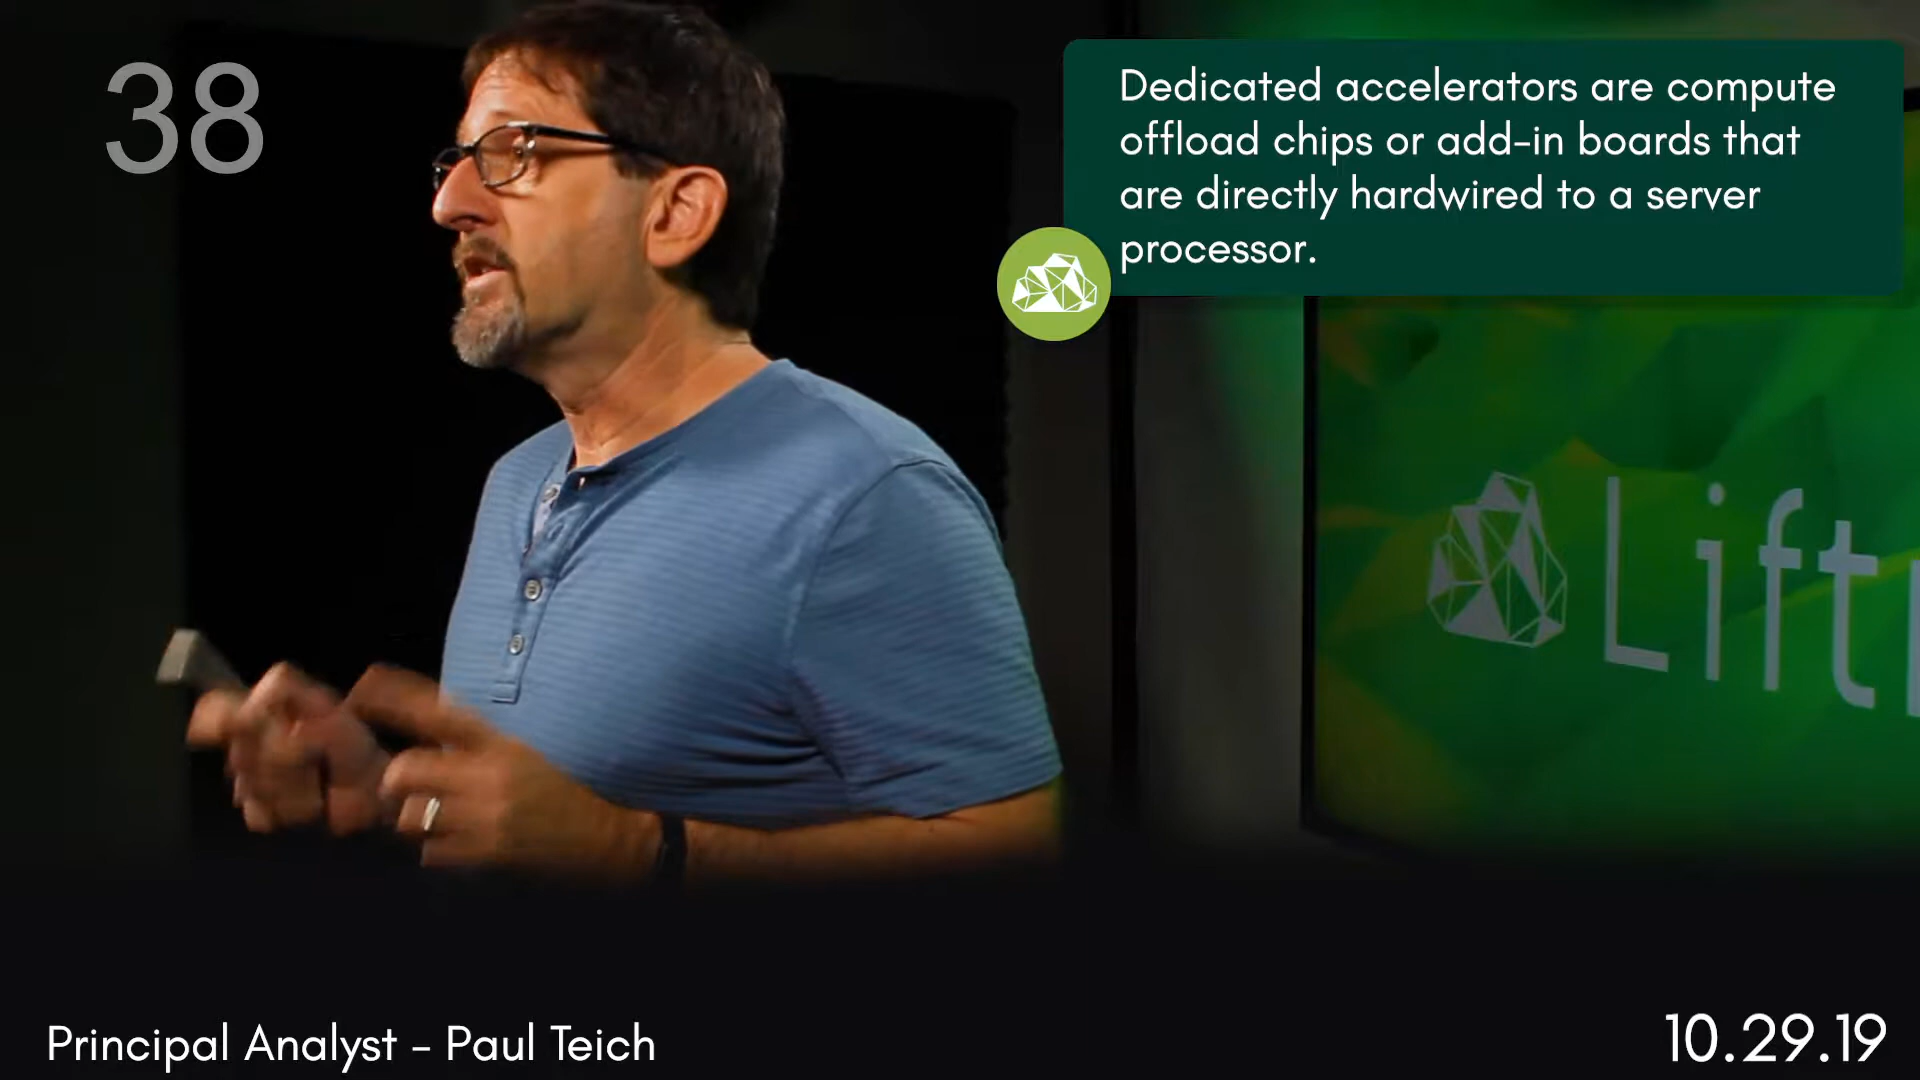 38
Dedicated accelerators are compute
offload chips or add-in boards that
are directly hardwired to a server
processor.
Lift
Principal Analyst - Paul Teich
10.29.19